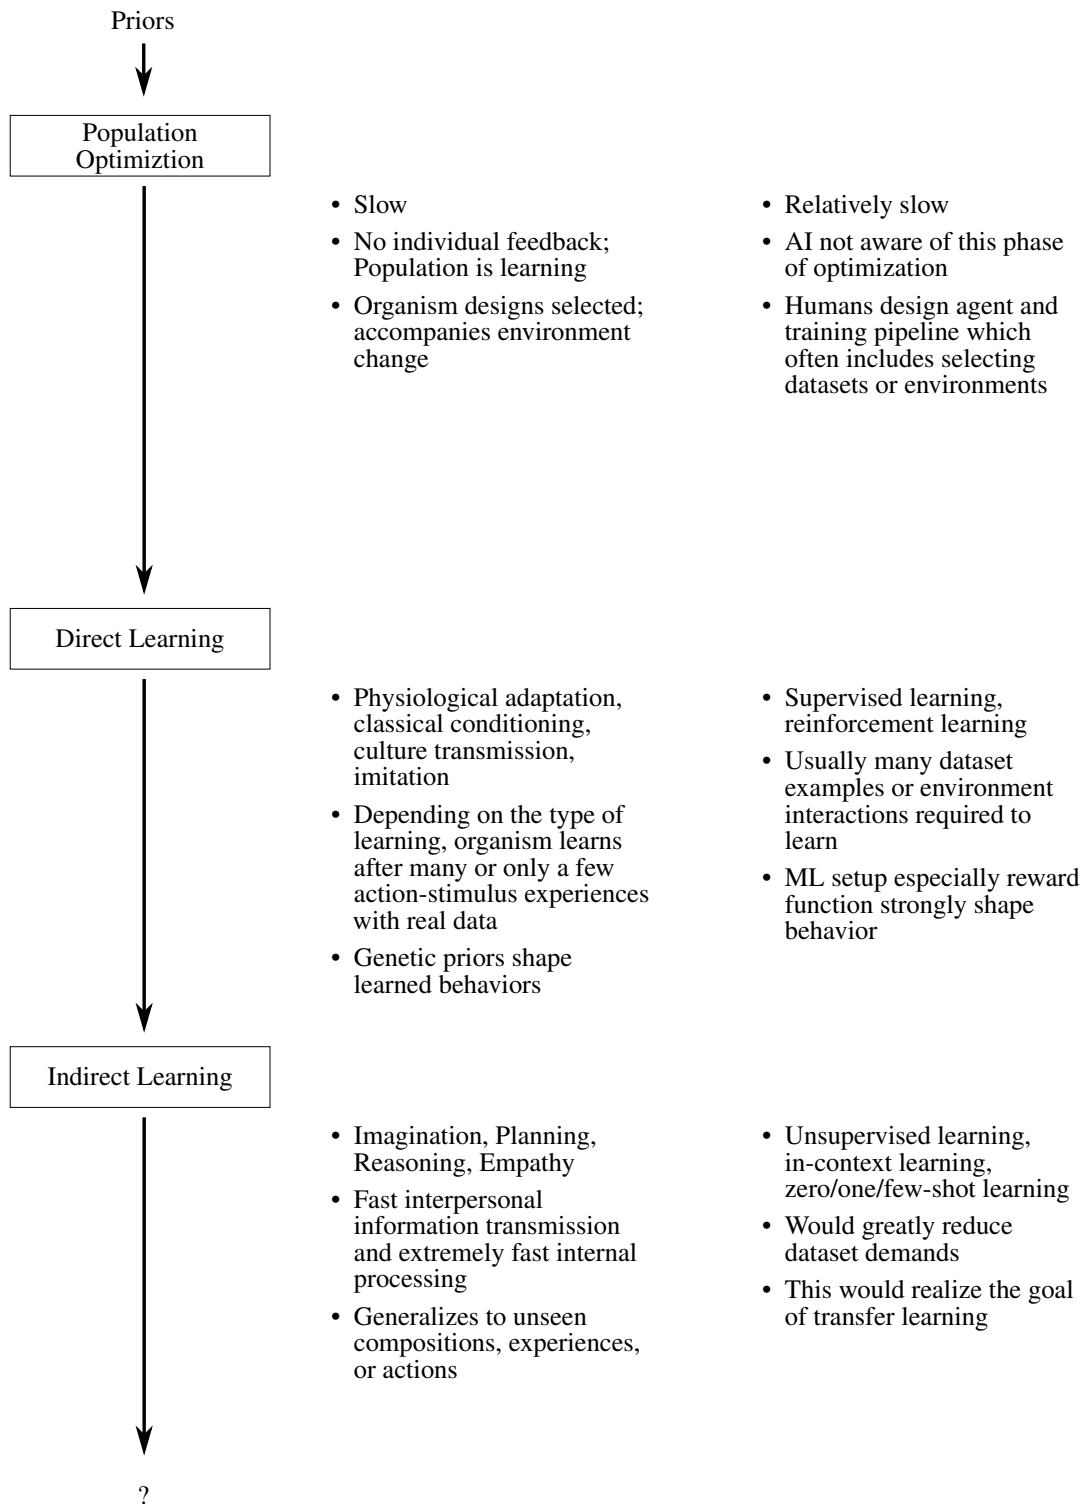 Priors
Population
Optimiztion
• Slow
• No individual feedback;
Population is learning
• Organism designs selected;
accompanies environment
change
• Relatively slow
• AI not aware of this phase
of optimization
• Humans design agent and
training pipeline which
often includes selecting
datasets or environments
Direct Learning
• Physiological adaptation,
classical conditioning,
culture transmission,
imitation
• Depending on the type of
learning, organism learns
after many or only a few
action-stimulus experiences
with real data
• Genetic priors shape
learned behaviors
• Supervised learning,
reinforcement learning
• Usually many dataset
examples or environment
interactions required to
learn
• ML setup especially reward
function strongly shape
behavior
Indirect Learning
• Imagination, Planning,
Reasoning, Empathy
• Fast interpersonal
information transmission
and extremely fast internal
processing
• Generalizes to unseen
compositions, experiences,
or actions
• Unsupervised learning,
in-context learning,
zero/one/few-shot learning
• Would greatly reduce
dataset demands
• This would realize the goal
of transfer learning
?